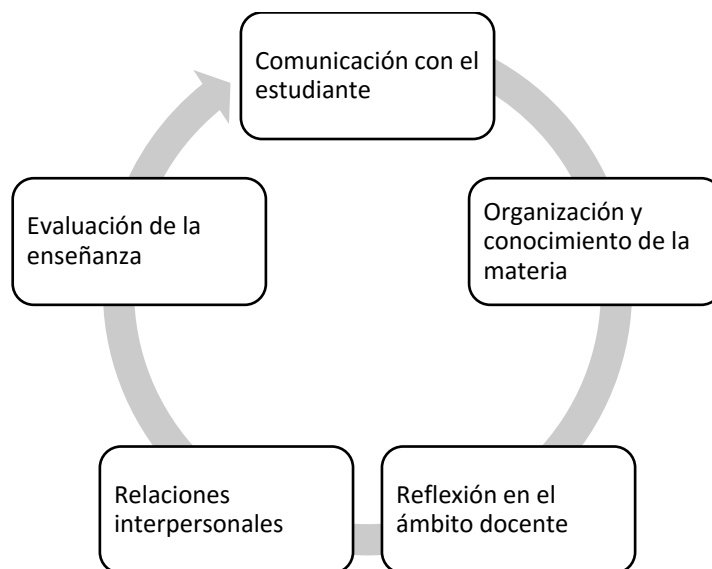 Comunicación con el
estudiante
Organización y
conocimiento de la
materia
Reflexión en el
ámbito docente
Relaciones
interpersonales
Evaluación de la
enseñanza